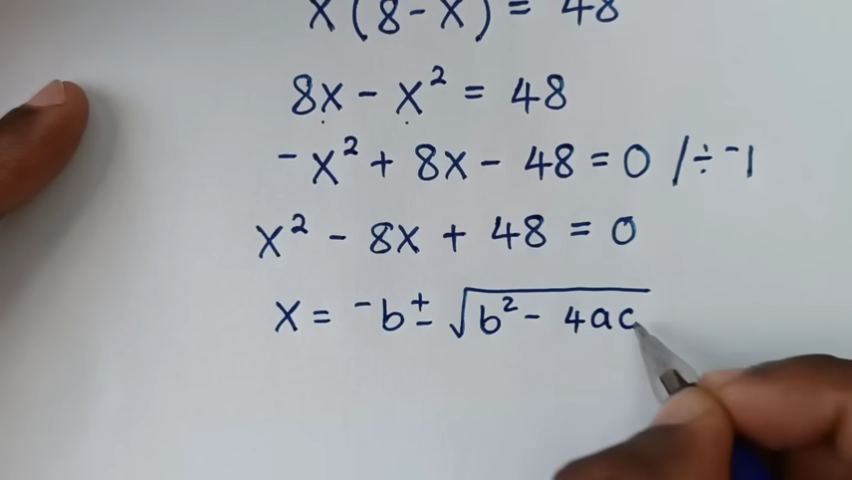 x(8-x) = 48
8x - x² = 48
-x² + 8x - 48 = 0 /÷ -1
x² - 8x + 48 = 0
x = -b ± √b² - 4ac